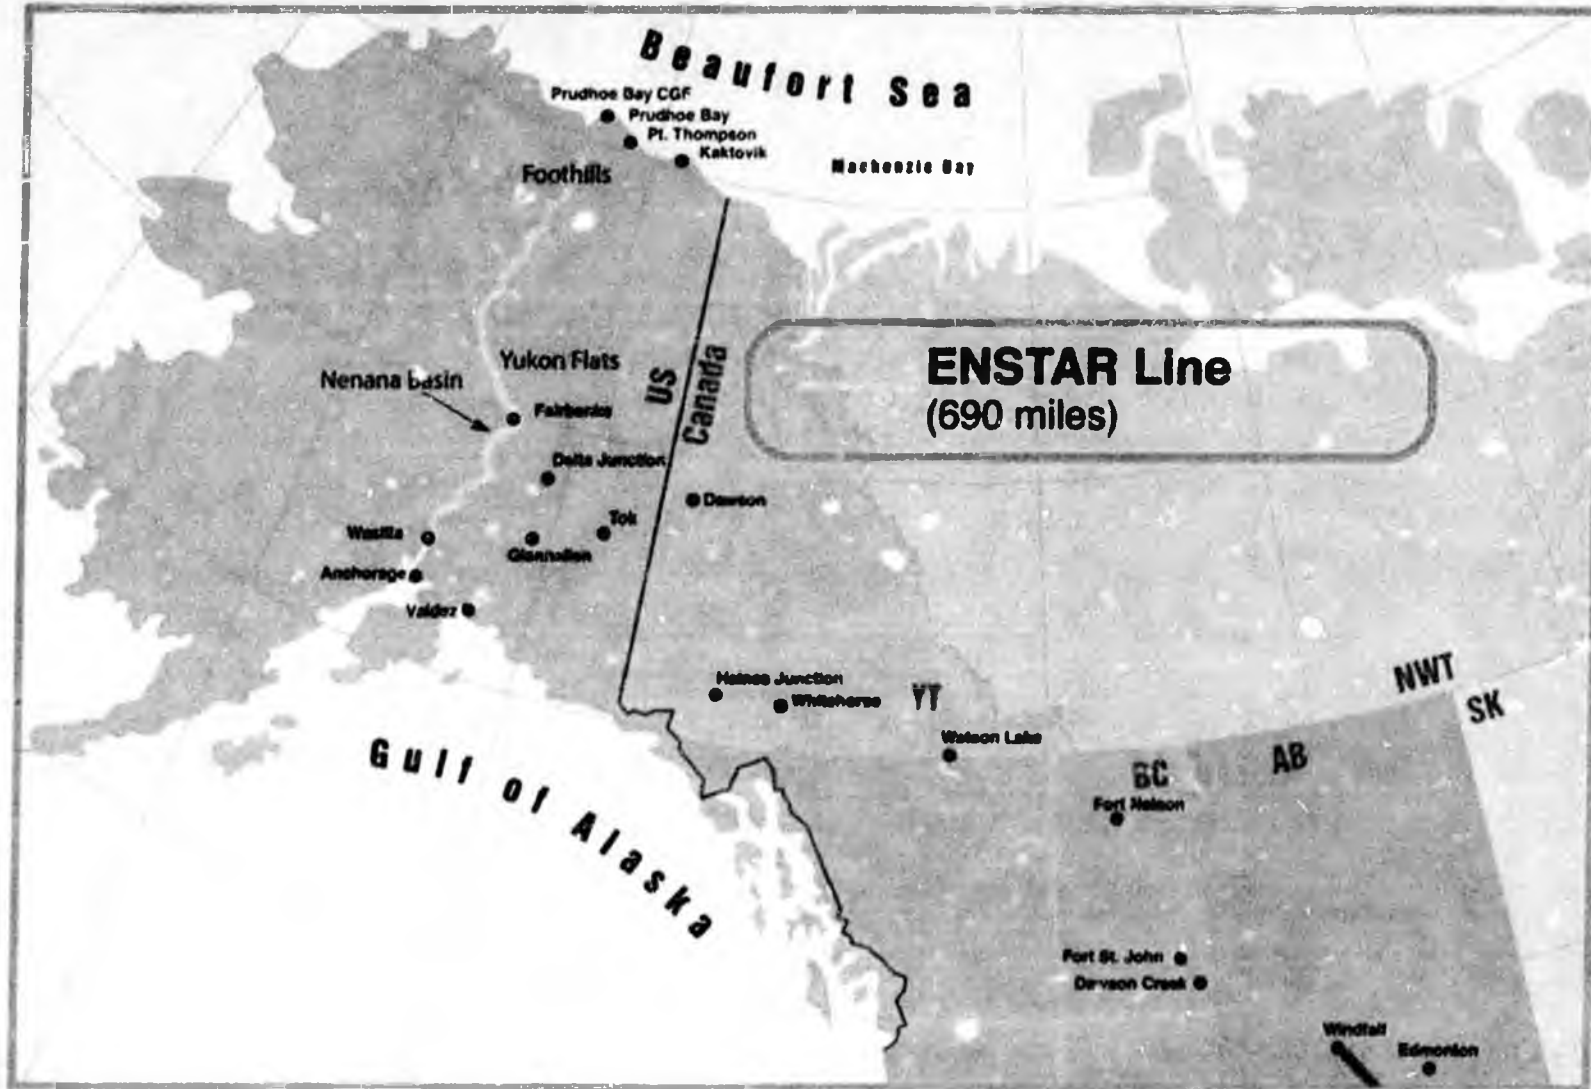 Beaufort Sea
Prudhoe Bay CGF
Prudhoe Bay
Pt. Thompson
Kaktovik
Mackenzie Bay
Foothills
ENSTAR Line
(690 miles)
Yukon Flats
Nenana Basin
US
Canada
Fairbanks
Delta Junction
Dawson
Tok
Wasilla
Glennallen
Anchorage
Valdez
Haines Junction
Whitehorse
YT
NWT
SK
Watson Lake
BC
AB
Fort Nelson
Gulf of Alaska
Fort St. John
Dawson Creek
Windfall
Edmonton